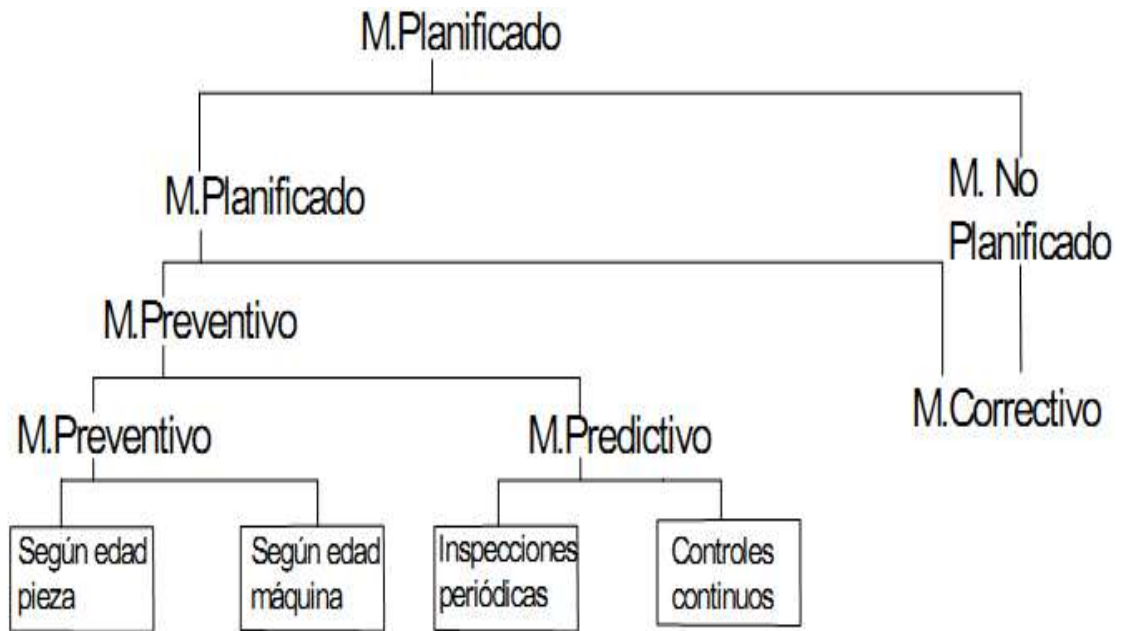 M.Planificado
M.Planificado
M. No
Planificado
M.Preventivo
M.Correctivo
M.Preventivo
M.Predictivo
Según edad
pieza
Según edad
máquina
Inspecciones
periódicas
Controles
continuos